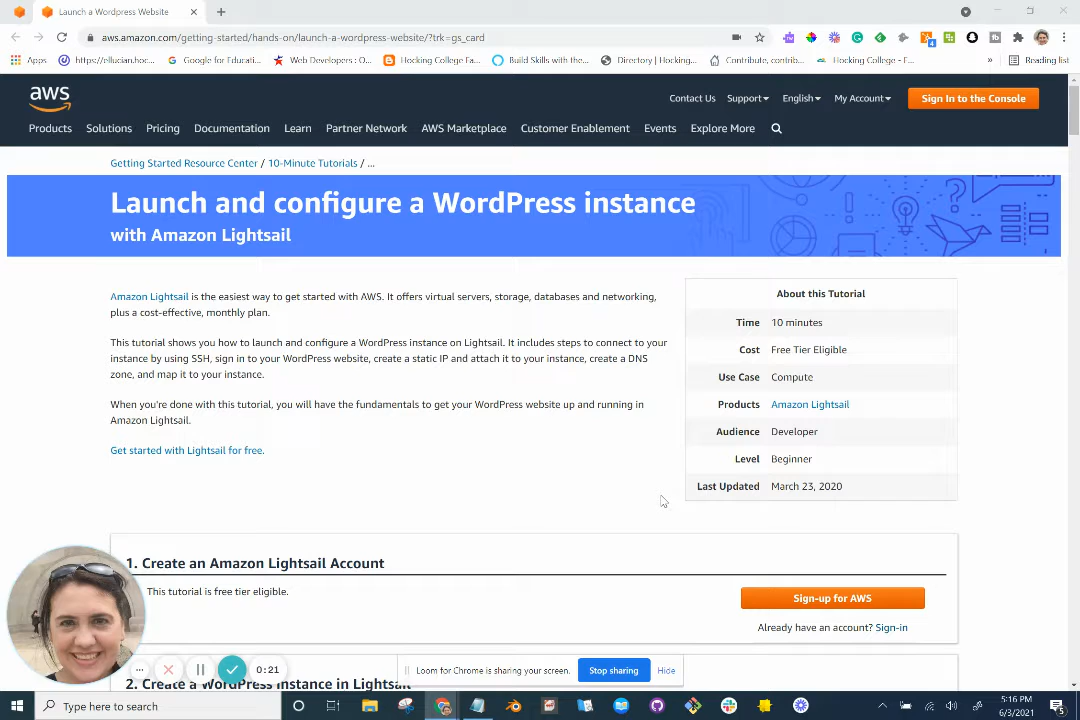 Launch a Wordpress Website
aws.amazon.com/getting-started/hands-on/launch-a-wordpress-website/?trk=gs_card
Apps https://ellucian.hoc... Google for Educati... Web Developers : O... Hocking College Fa... Build Skills with the... Directory | Hocking... Contribute, contrib... Hocking College - F... » Reading list
aws
Contact Us Support English My Account Sign In to the Console
Products Solutions Pricing Documentation Learn Partner Network AWS Marketplace Customer Enablement Events Explore More
Getting Started Resource Center / 10-Minute Tutorials / ...
Launch and configure a WordPress instance
with Amazon Lightsail
Amazon Lightsail is the easiest way to get started with AWS. It offers virtual servers, storage, databases and networking,
plus a cost-effective, monthly plan.
This tutorial shows you how to launch and configure a WordPress instance on Lightsail. It includes steps to connect to your
instance by using SSH, sign in to your WordPress website, create a static IP and attach it to your instance, create a DNS
zone, and map it to your instance.
When you're done with this tutorial, you will have the fundamentals to get your WordPress website up and running in
Amazon Lightsail.
Get started with Lightsail for free.
About this Tutorial
Time 10 minutes
Cost Free Tier Eligible
Use Case Compute
Products Amazon Lightsail
Audience Developer
Level Beginner
Last Updated March 23, 2020
1. Create an Amazon Lightsail Account
This tutorial is free tier eligible.
Sign-up for AWS
Already have an account? Sign-in
0:21
Loom for Chrome is sharing your screen. Stop sharing Hide
2. Create a WordPress Instance in Lightsail
Type here to search
5:16 PM
6/3/2021